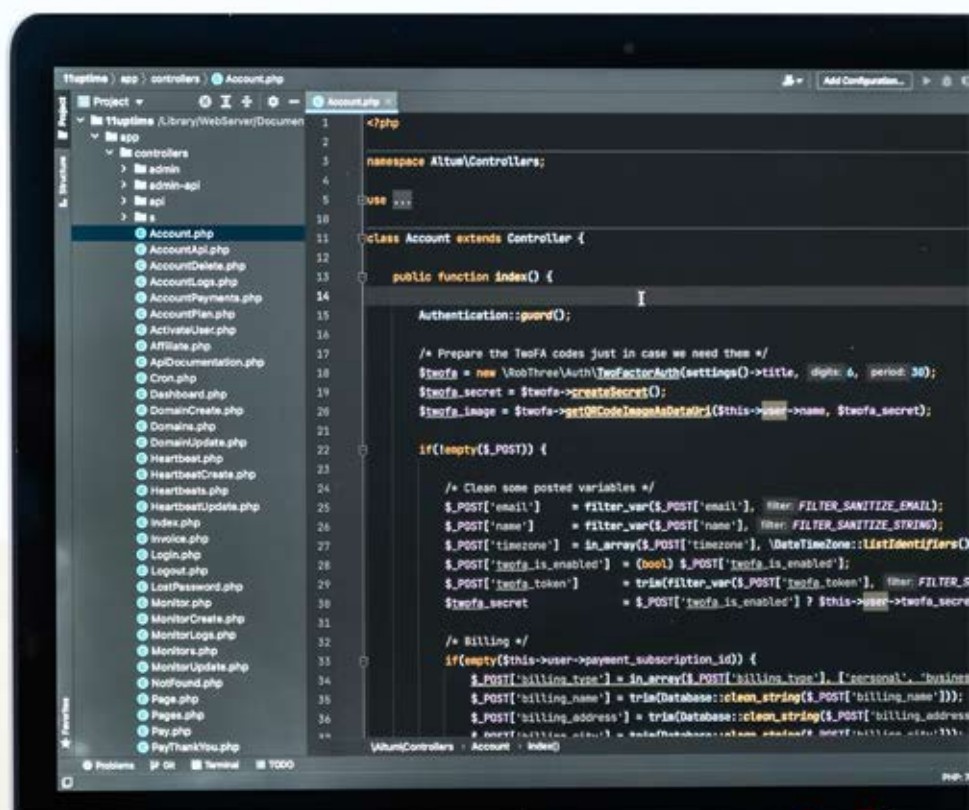 11uptime › app › controllers › Account.php
Add Configuration...
Project
Account.php
Project
Structure
Favorites
11uptime /Library/WebServer/Documen
app
controllers
admin
admin-api
api
s
Account.php
AccountApi.php
AccountDelete.php
AccountLogs.php
AccountPayments.php
AccountPlan.php
ActivateUser.php
Affiliate.php
ApiDocumentation.php
Cron.php
Dashboard.php
DomainCreate.php
Domains.php
DomainUpdate.php
Heartbeat.php
HeartbeatCreate.php
Heartbeats.php
HeartbeatUpdate.php
Index.php
Invoice.php
Login.php
Logout.php
LostPassword.php
Monitor.php
MonitorCreate.php
MonitorLogs.php
Monitors.php
MonitorUpdate.php
NotFound.php
Page.php
Pages.php
Pay.php
PayThankYou.php
1 <?php
2
3 namespace Altum\Controllers;
4
5 use ...
10
11 class Account extends Controller {
12
13 public function index() {
14
15 Authentication::guard();
16
17 /* Prepare the TwoFA codes just in case we need them */
18 $twofa = new \RobThree\Auth\TwoFactorAuth(settings()->title, digits: 6, period: 30);
19 $twofa_secret = $twofa->createSecret();
20 $twofa_image = $twofa->getQRCodeImageAsDataUri($this->user->name, $twofa_secret);
21
22 if(!empty($_POST)) {
23
24 /* Clean some posted variables */
25 $_POST['email'] = filter_var($_POST['email'], filter: FILTER_SANITIZE_EMAIL);
26 $_POST['name'] = filter_var($_POST['name'], filter: FILTER_SANITIZE_STRING);
27 $_POST['timezone'] = in_array($_POST['timezone'], \DateTimeZone::listIdentifiers()
28 $_POST['twofa_is_enabled'] = (bool) $_POST['twofa_is_enabled'];
29 $_POST['twofa_token'] = trim(filter_var($_POST['twofa_token'], filter: FILTER_S
30 $twofa_secret = $_POST['twofa_is_enabled'] ? $this->user->twofa_secre
31
32 /* Billing */
33 if(empty($this->user->payment_subscription_id)) {
34 $_POST['billing_type'] = in_array($_POST['billing_type'], ['personal', 'busines
35 $_POST['billing_name'] = trim(Database::clean_string($_POST['billing_name']));
36 $_POST['billing_address'] = trim(Database::clean_string($_POST['billing_address
\Altum\Controllers › Account › index()
Problems Git Terminal TODO
PHP: 7